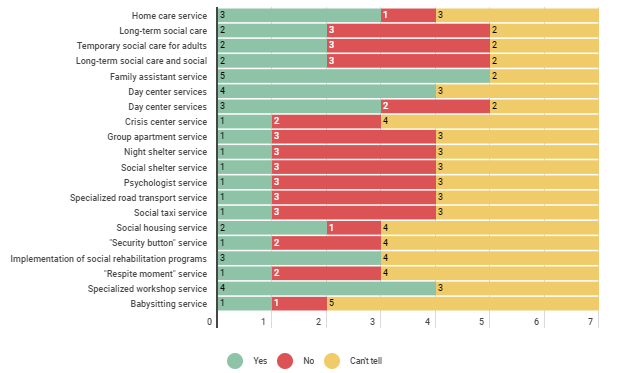 Home care service 3 1 3
Long-term social care 2 3 2
Temporary social care for adults 2 3 2
Long-term social care and social 2 3 2
Family assistant service 5 2
Day center services 4 3
Day center services 3 2 2
Crisis center service 1 2 4
Group apartment service 1 3 3
Night shelter service 1 3 3
Social shelter service 1 3 3
Psychologist service 1 3 3
Specialized road transport service 1 3 3
Social taxi service 1 3 3
Social housing service 2 1 4
"Security button" service 1 2 4
Implementation of social rehabilitation programs 3 4
"Respite moment" service 1 2 4
Specialized workshop service 4 3
Babysitting service 1 1 5
0 1 2 3 4 5 6 7
Yes No Can't tell